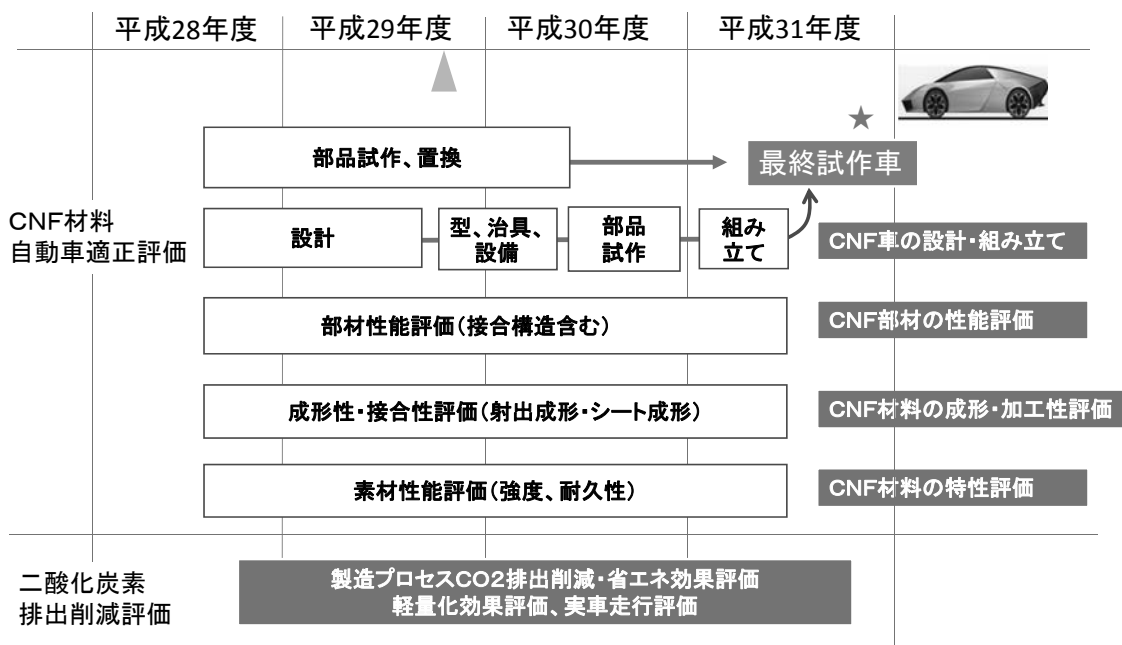 平成28年度
平成29年度
平成30年度
平成31年度
部品試作、置換
最終試作車
CNF材料
自動車適正評価
設計
型、治具、
設備
部品
試作
組み
立て
CNF車の設計・組み立て
部材性能評価(接合構造含む)
CNF部材の性能評価
成形性・接合性評価(射出成形・シート成形)
CNF材料の成形・加工性評価
素材性能評価(強度、耐久性)
CNF材料の特性評価
二酸化炭素
排出削減評価
製造プロセスCO2排出削減・省エネ効果評価
軽量化効果評価、実車走行評価